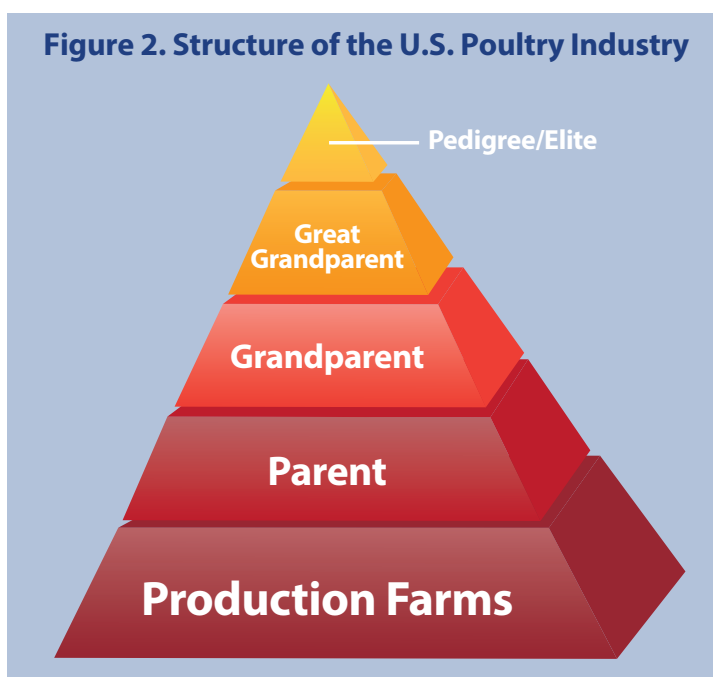 Figure 2. Structure of the U.S. Poultry Industry
Pedigree/Elite
Great
Grandparent
Grandparent
Parent
Production Farms